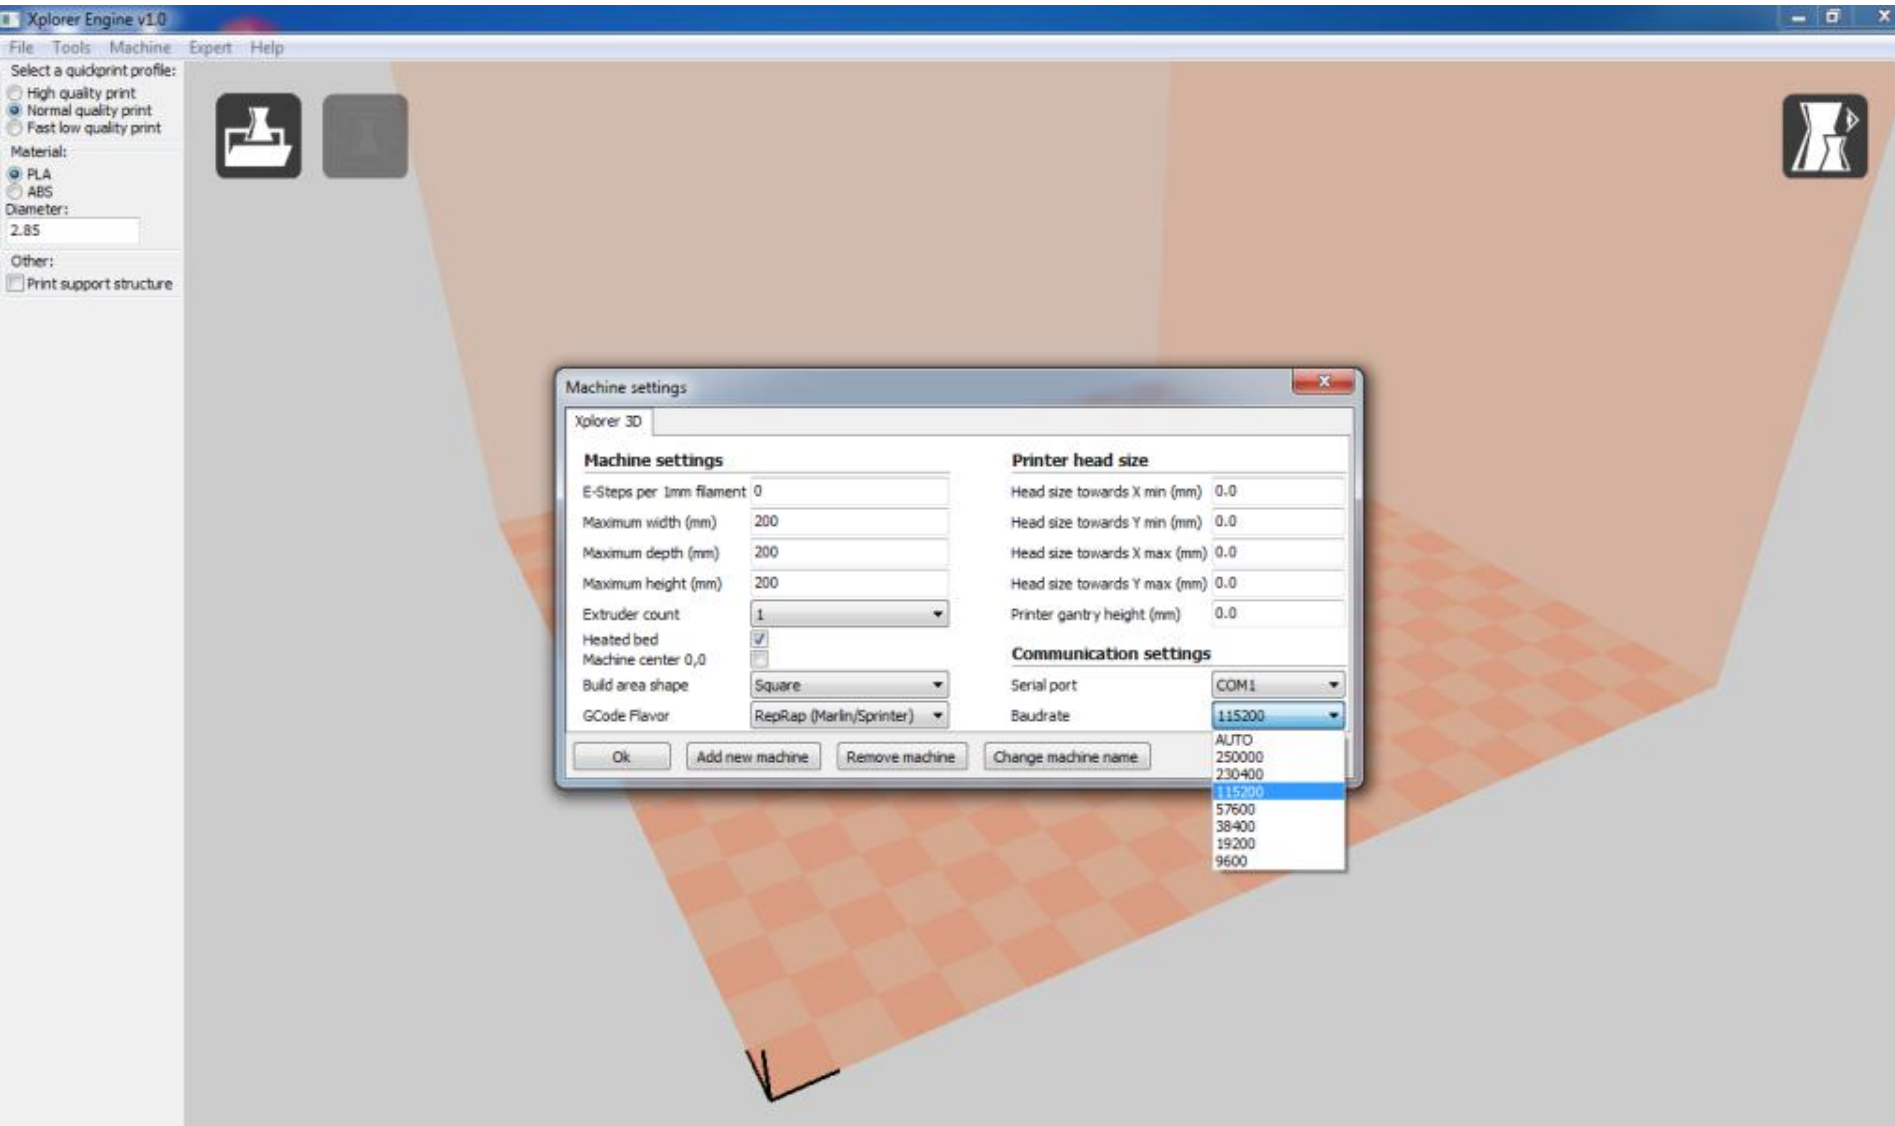 Xplorer Engine v1.0
File Tools Machine Expert Help
Select a quickprint profile:
High quality print
Normal quality print
Fast low quality print
Material:
PLA
ABS
Diameter:
2.85
Other:
Print support structure
Machine settings
Xplorer 3D
Machine settings
E-Steps per 1mm filament 0
Maximum width (mm) 200
Maximum depth (mm) 200
Maximum height (mm) 200
Extruder count 1
Heated bed
Machine center 0,0
Build area shape Square
GCode Flavor RepRap (Marlin/Sprinter)
Printer head size
Head size towards X min (mm) 0.0
Head size towards Y min (mm) 0.0
Head size towards X max (mm) 0.0
Head size towards Y max (mm) 0.0
Printer gantry height (mm) 0.0
Communication settings
Serial port COM1
Baudrate 115200
AUTO
250000
230400
115200
57600
38400
19200
9600
Ok Add new machine Remove machine Change machine name